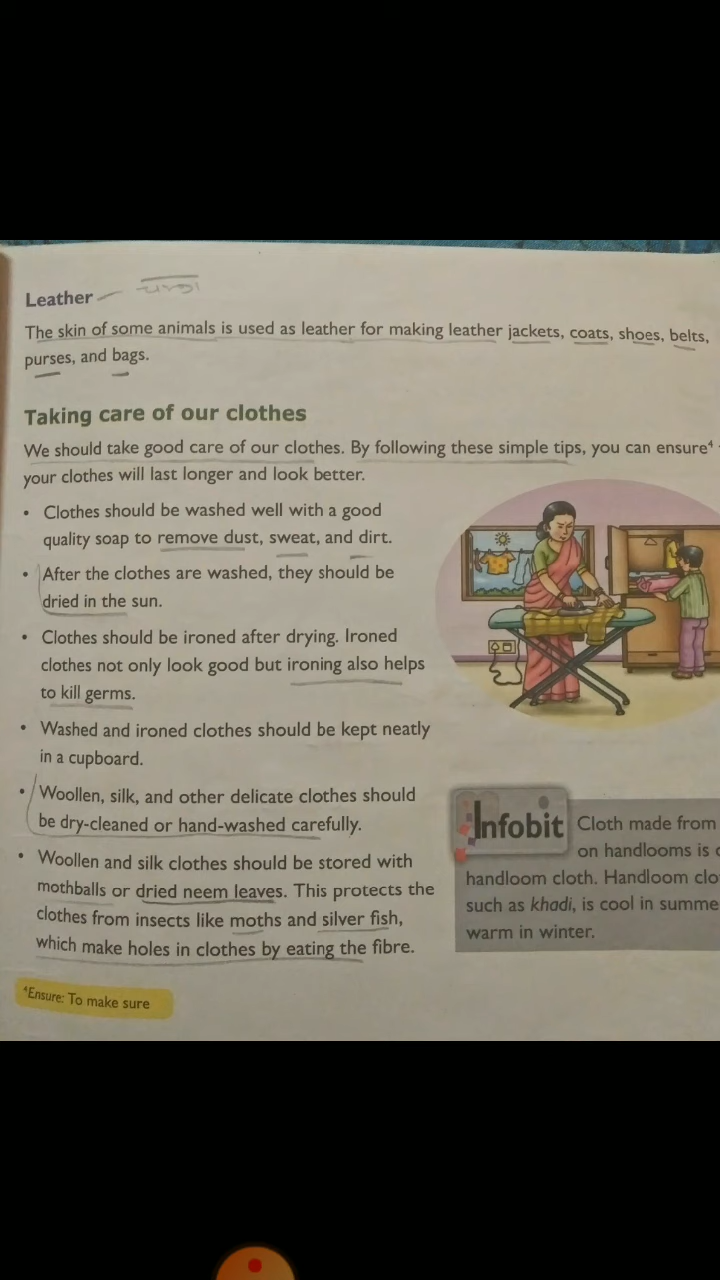 Leather
The skin of some animals is used as leather for making leather jackets, coats, shoes, belts,
purses, and bags.
Taking care of our clothes
We should take good care of our clothes. By following these simple tips, you can ensure⁴
your clothes will last longer and look better.
• Clothes should be washed well with a good
quality soap to remove dust, sweat, and dirt.
• After the clothes are washed, they should be
dried in the sun.
• Clothes should be ironed after drying. Ironed
clothes not only look good but ironing also helps
to kill germs.
• Washed and ironed clothes should be kept neatly
in a cupboard.
• Woollen, silk, and other delicate clothes should
be dry-cleaned or hand-washed carefully.
• Woollen and silk clothes should be stored with
mothballs or dried neem leaves. This protects the
clothes from insects like moths and silver fish,
which make holes in clothes by eating the fibre.
⁴Ensure: To make sure
Infobit
Cloth made from
on handlooms is
handloom cloth. Handloom clo
such as khadi, is cool in summe
warm in winter.